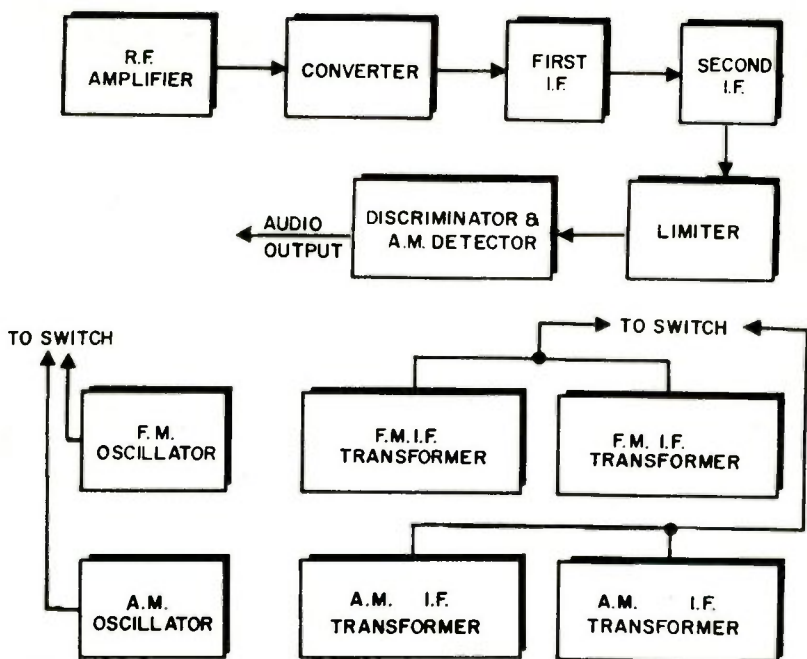 R.F.
AMPLIFIER
CONVERTER
FIRST
I.F.
SECOND
I.F.
AUDIO
OUTPUT
DISCRIMINATOR &
A.M. DETECTOR
LIMITER
TO SWITCH
TO SWITCH
F.M.
OSCILLATOR
F.M. I.F.
TRANSFORMER
F.M. I.F.
TRANSFORMER
A.M.
OSCILLATOR
A.M. I.F.
TRANSFORMER
A.M. I.F.
TRANSFORMER